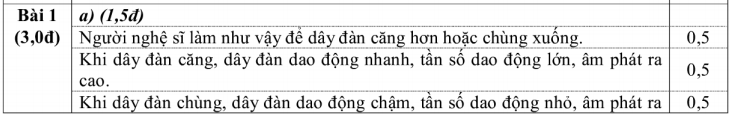 Bài 1 a) (1,5đ)
(3,0đ) Người nghệ sĩ làm như vậy để dây đàn căng hơn hoặc chùng xuống. 0,5
Khi dây đàn căng, dây đàn dao động nhanh, tần số dao động lớn, âm phát ra
cao. 0,5
Khi dây đàn chùng, dây đàn dao động chậm, tần số dao động nhỏ, âm phát ra 0,5